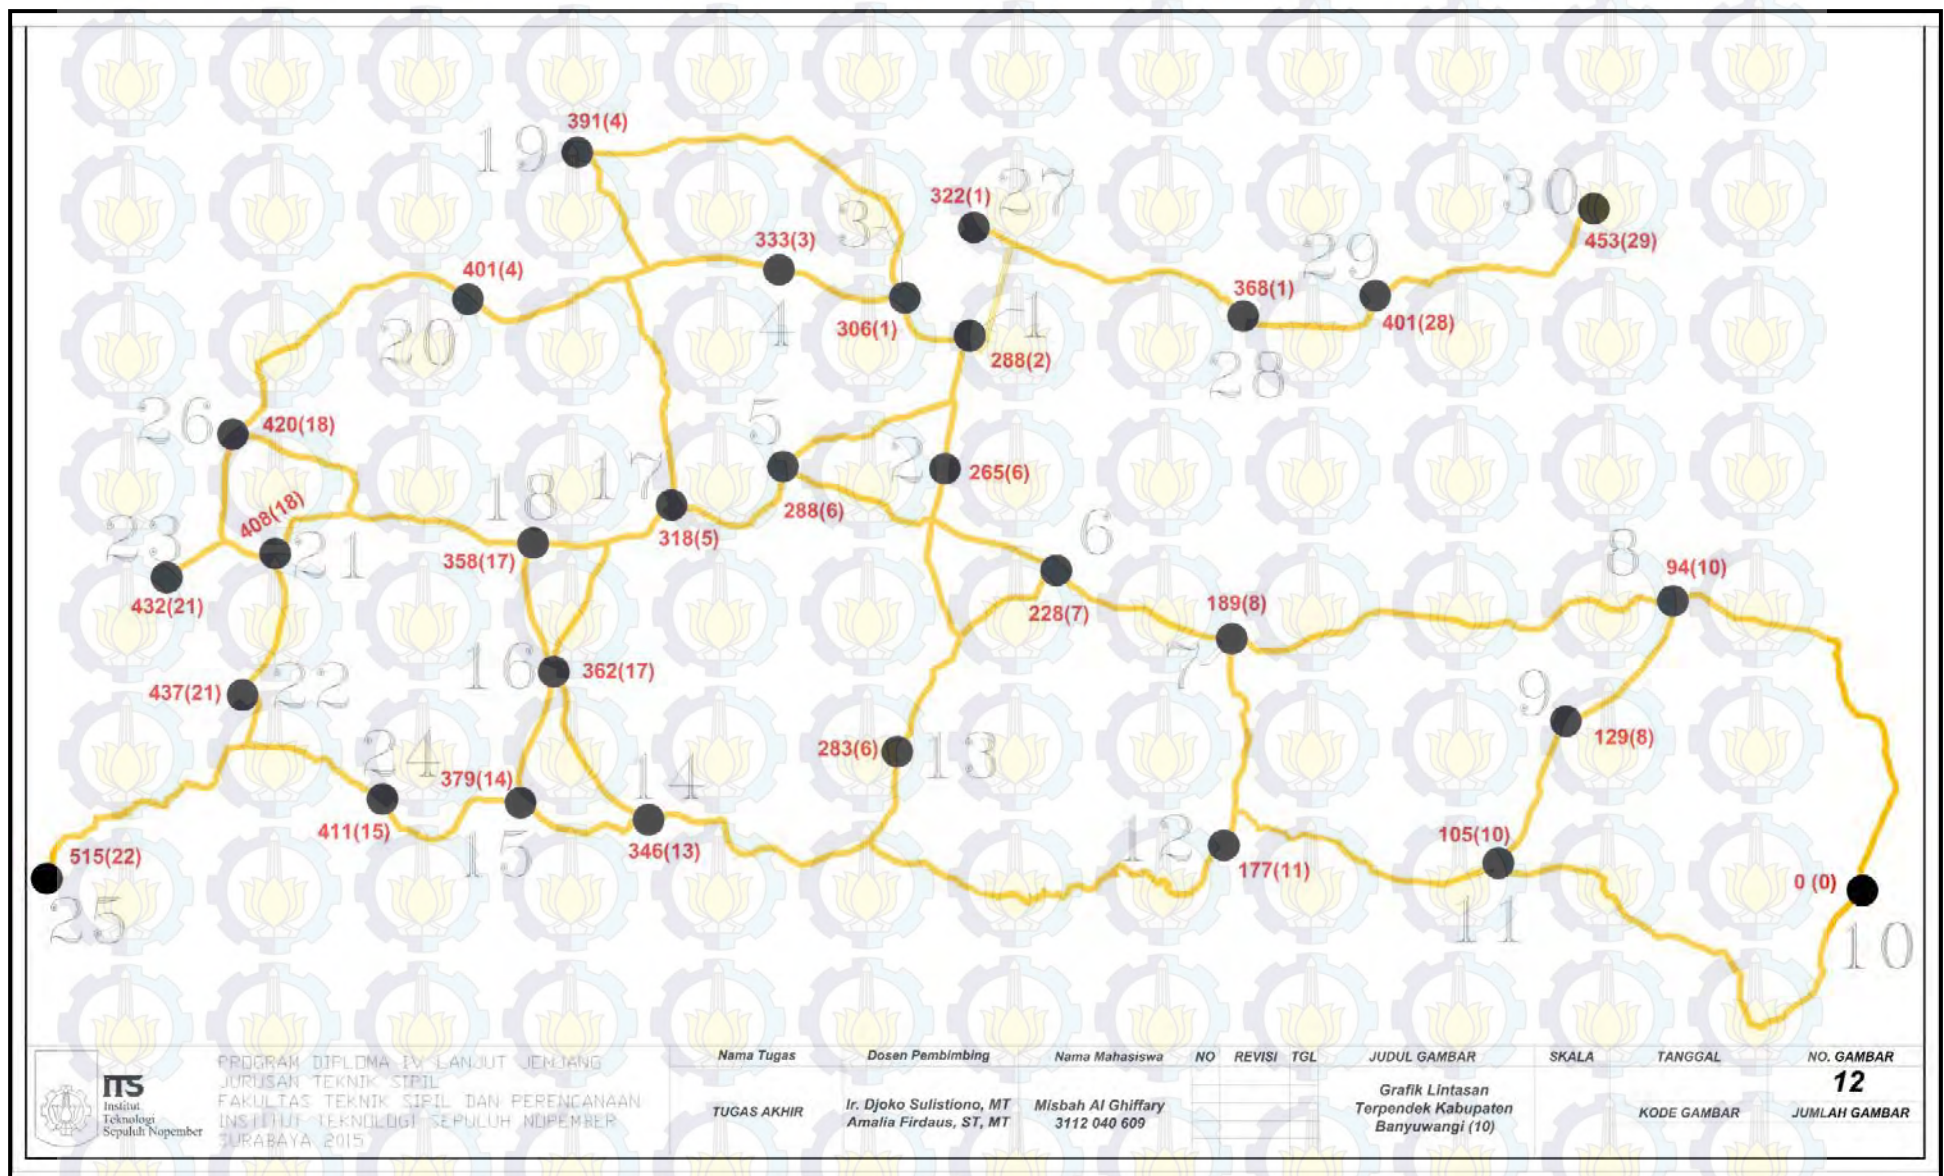 391(4)
19
322(1)
27
30
453(29)
3
333(3)
29
401(4)
368(1)
401(28)
20
4
306(1)
1
288(2)
28
26
420(18)
5
2
265(6)
18
17
288(6)
6
408(18)
23
21
358(17)
318(5)
8
94(10)
432(21)
228(7)
189(8)
16
362(17)
7
437(21)
22
9
129(8)
24
379(14)
14
283(6)
13
411(15)
15
346(13)
12
105(10)
177(11)
515(22)
25
11
0 (0)
10
ITS
Institut
Teknologi
Sepuluh Nopember
PROGRAM DIPLOMA IV LANJUT JENJANG
JURUSAN TEKNIK SIPIL
FAKULTAS TEKNIK SIPIL DAN PERENCANAAN
INSTITUT TEKNOLOGI SEPULUH NOPEMBER
SURABAYA 2015
Nama Tugas
TUGAS AKHIR
Dosen Pembimbing
Ir. Djoko Sulistiono, MT
Amalia Firdaus, ST, MT
Nama Mahasiswa
Misbah Al Ghiffary
3112 040 609
NO REVISI TGL
JUDUL GAMBAR
Grafik Lintasan
Terpendek Kabupaten
Banyuwangi (10)
SKALA
TANGGAL
KODE GAMBAR
NO. GAMBAR
12
JUMLAH GAMBAR